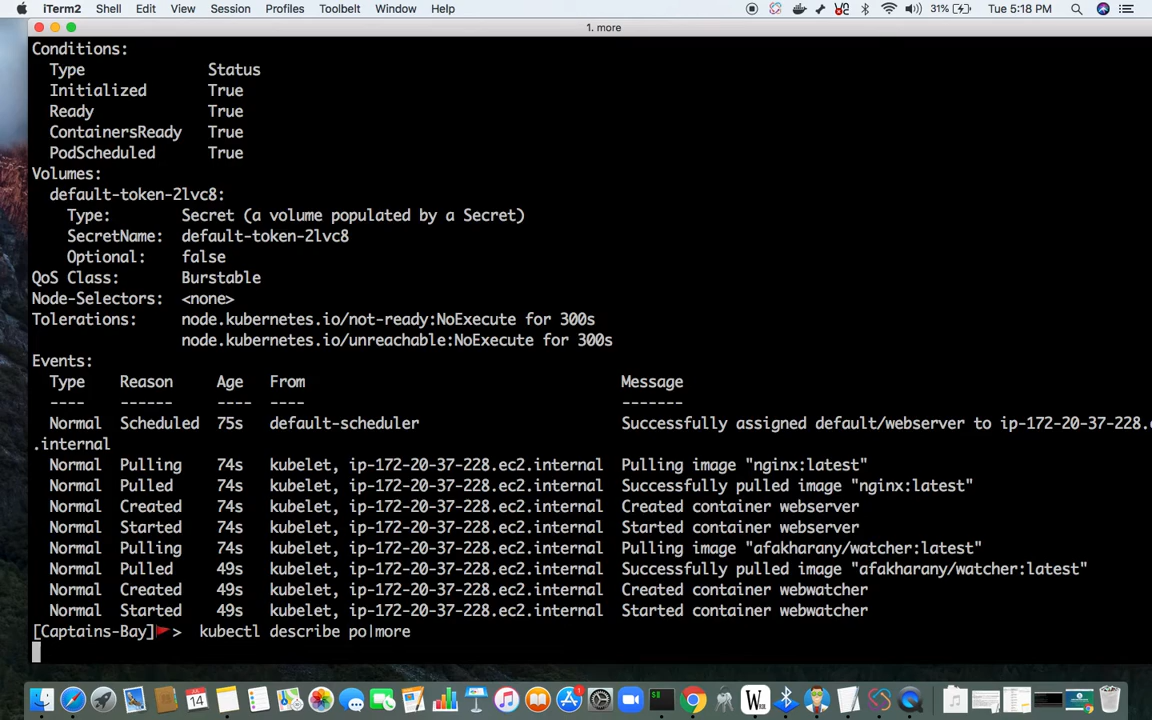 iTerm2 Shell Edit View Session Profiles Toolbelt Window Help 31% Tue 5:18 PM
1. more
Conditions:
Type Status
Initialized True
Ready True
ContainersReady True
PodScheduled True
Volumes:
default-token-2lvc8:
Type: Secret (a volume populated by a Secret)
SecretName: default-token-2lvc8
Optional: false
QoS Class: Burstable
Node-Selectors: <none>
Tolerations: node.kubernetes.io/not-ready:NoExecute for 300s
node.kubernetes.io/unreachable:NoExecute for 300s
Events:
Type Reason Age From Message
---- ------ ---- ---- -------
Normal Scheduled 75s default-scheduler Successfully assigned default/webserver to ip-172-20-37-228.e
.internal
Normal Pulling 74s kubelet, ip-172-20-37-228.ec2.internal Pulling image "nginx:latest"
Normal Pulled 74s kubelet, ip-172-20-37-228.ec2.internal Successfully pulled image "nginx:latest"
Normal Created 74s kubelet, ip-172-20-37-228.ec2.internal Created container webserver
Normal Started 74s kubelet, ip-172-20-37-228.ec2.internal Started container webserver
Normal Pulling 74s kubelet, ip-172-20-37-228.ec2.internal Pulling image "afakharany/watcher:latest"
Normal Pulled 49s kubelet, ip-172-20-37-228.ec2.internal Successfully pulled image "afakharany/watcher:latest"
Normal Created 49s kubelet, ip-172-20-37-228.ec2.internal Created container webwatcher
Normal Started 49s kubelet, ip-172-20-37-228.ec2.internal Started container webwatcher
[Captains-Bay]🚩> kubectl describe po|more